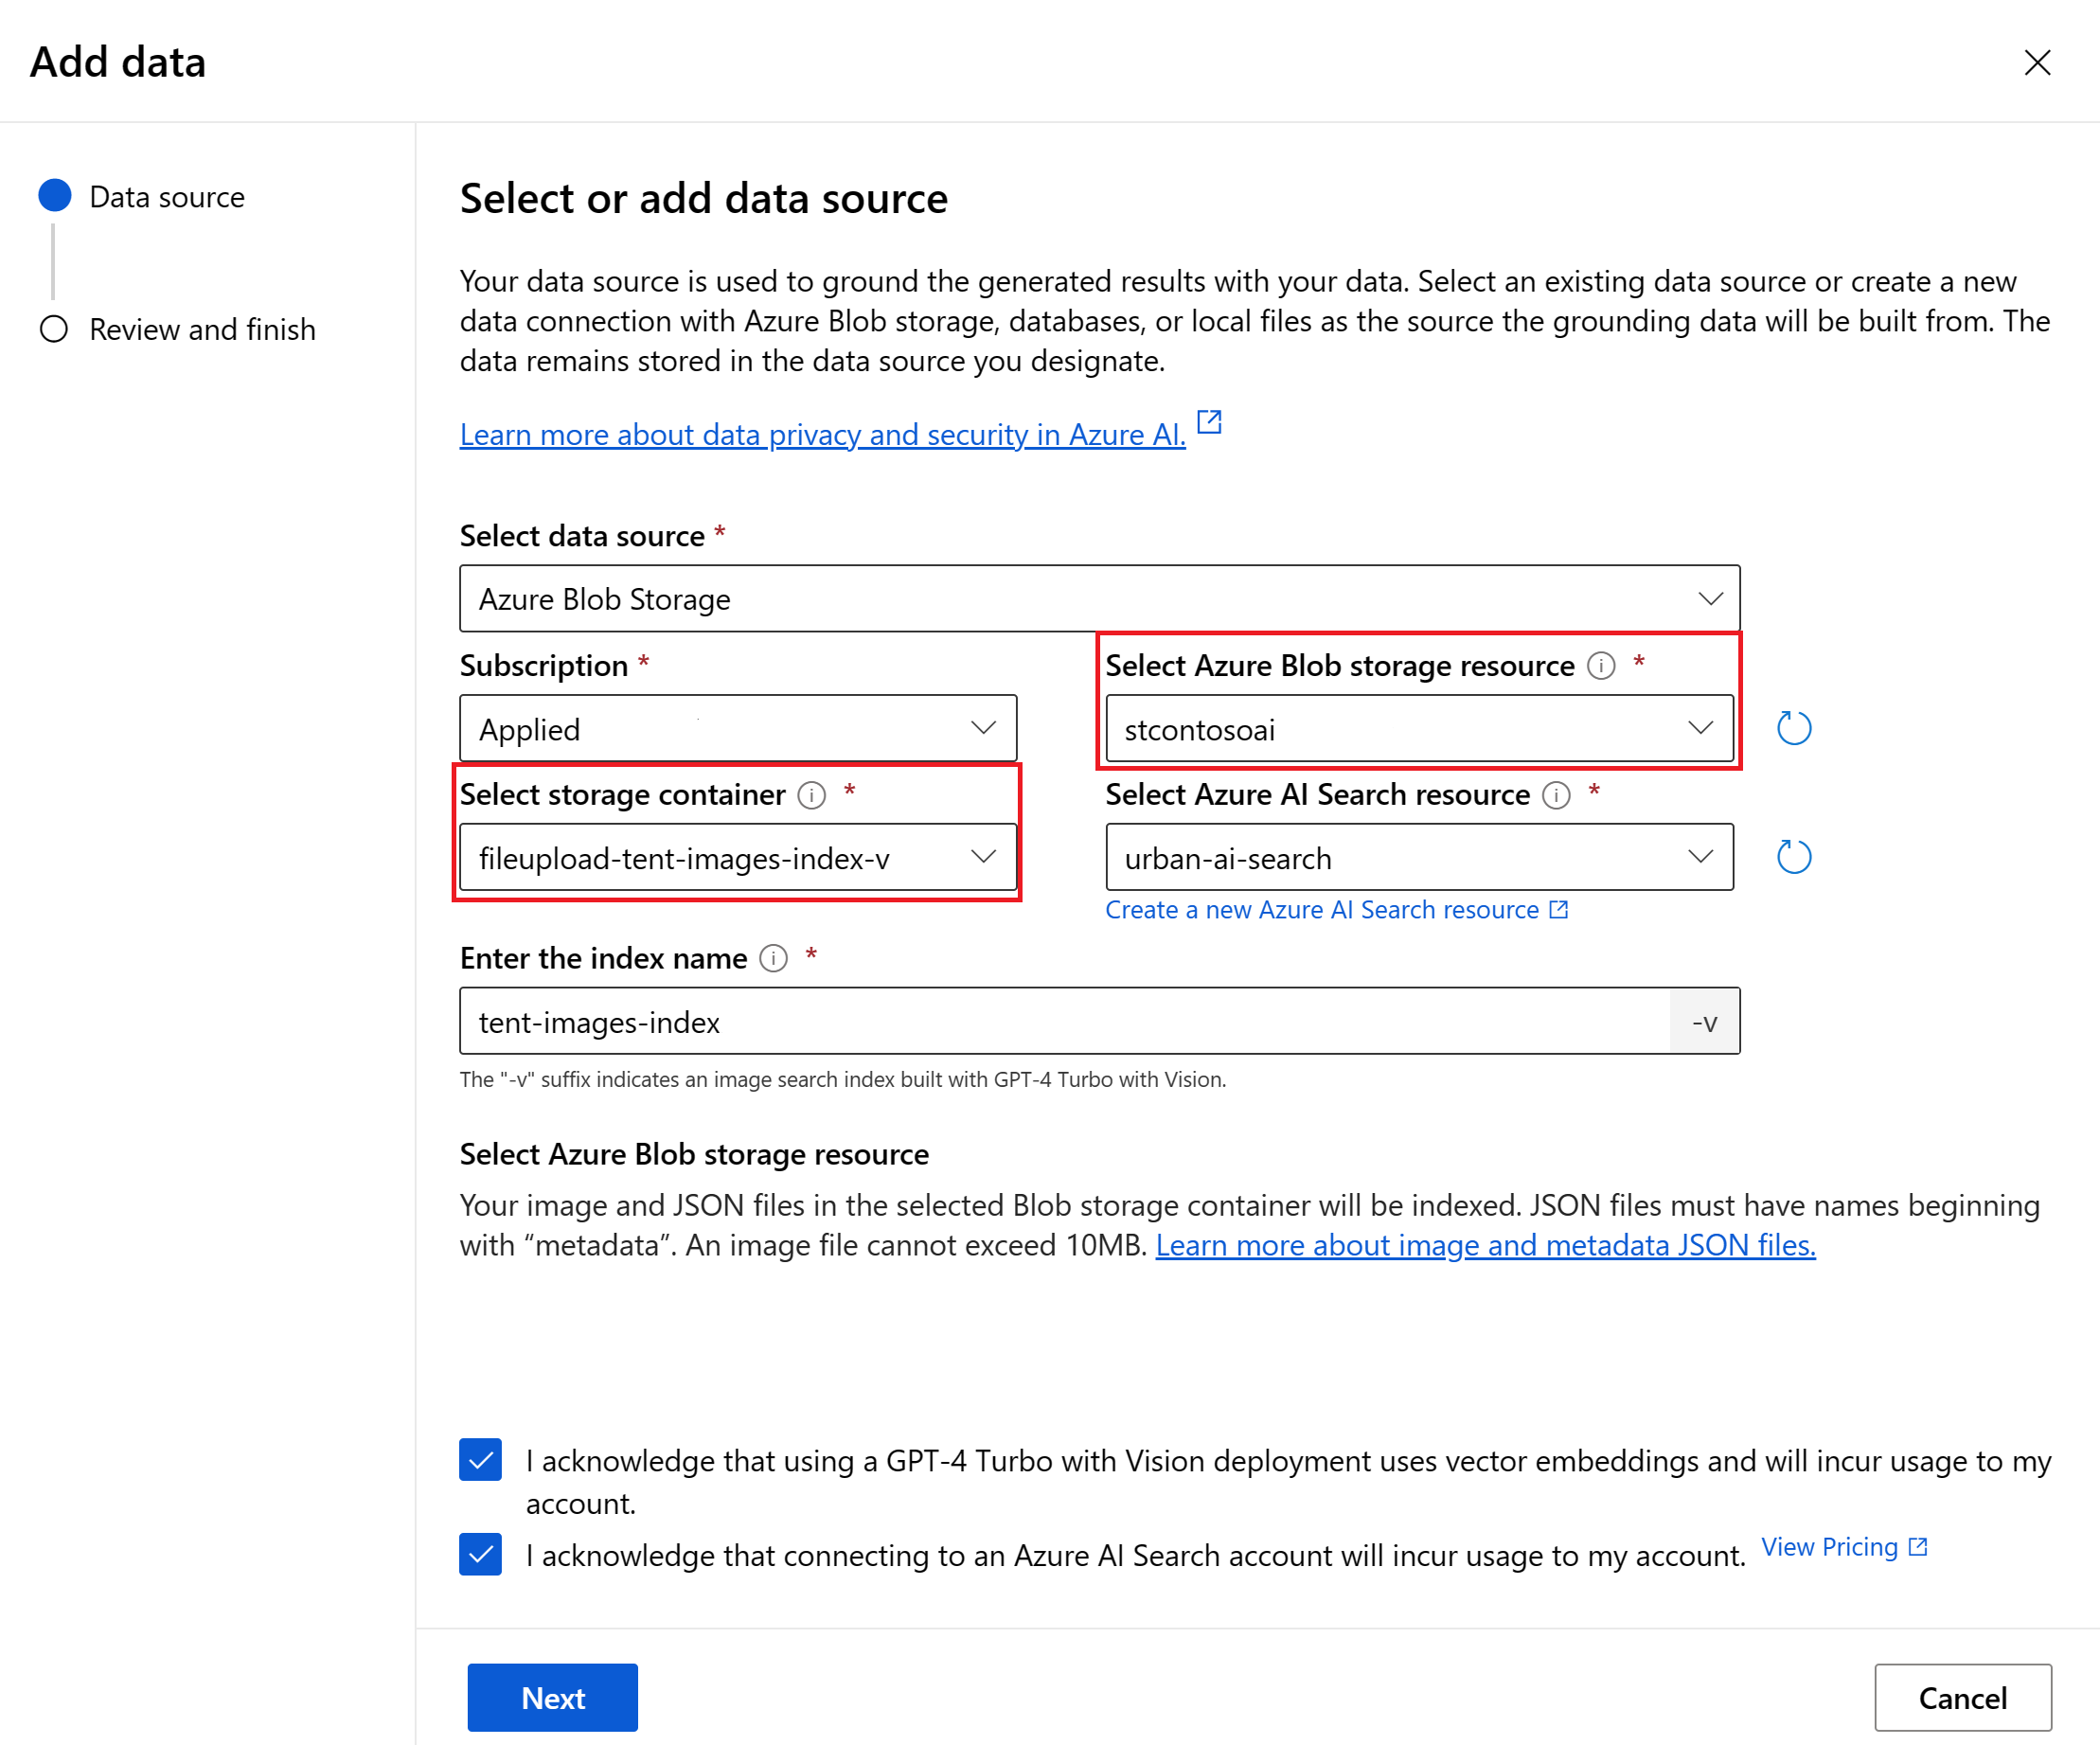 Add data
Data source
Review and finish
Select or add data source
Your data source is used to ground the generated results with your data. Select an existing data source or create a new
data connection with Azure Blob storage, databases, or local files as the source the grounding data will be built from. The
data remains stored in the data source you designate.
Learn more about data privacy and security in Azure AI.
Select data source *
Azure Blob Storage
Subscription *
Applied
Select Azure Blob storage resource *
stcontosoai
Select storage container *
fileupload-tent-images-index-v
Select Azure AI Search resource *
urban-ai-search
Create a new Azure AI Search resource
Enter the index name *
tent-images-index -v
The "-v" suffix indicates an image search index built with GPT-4 Turbo with Vision.
Select Azure Blob storage resource
Your image and JSON files in the selected Blob storage container will be indexed. JSON files must have names beginning
with “metadata”. An image file cannot exceed 10MB. Learn more about image and metadata JSON files.
I acknowledge that using a GPT-4 Turbo with Vision deployment uses vector embeddings and will incur usage to my
account.
I acknowledge that connecting to an Azure AI Search account will incur usage to my account. View Pricing
Next
Cancel